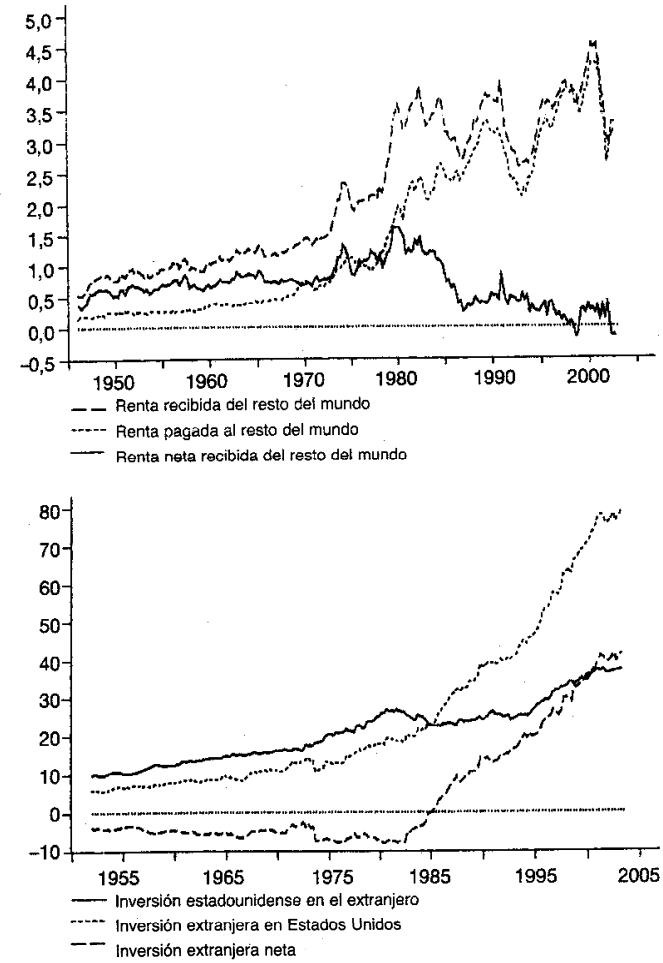 5,0
4,5
4,0
3,5
3,0
2,5
2,0
1,5
1,0
0,5
0,0
–0,5
1950 1960 1970 1980 1990 2000
Renta recibida del resto del mundo
Renta pagada al resto del mundo
Renta neta recibida del resto del mundo
80
70
60
50
40
30
20
10
0
–10
1955 1965 1975 1985 1995 2005
Inversión estadounidense en el extranjero
Inversión extranjera en Estados Unidos
Inversión extranjera neta